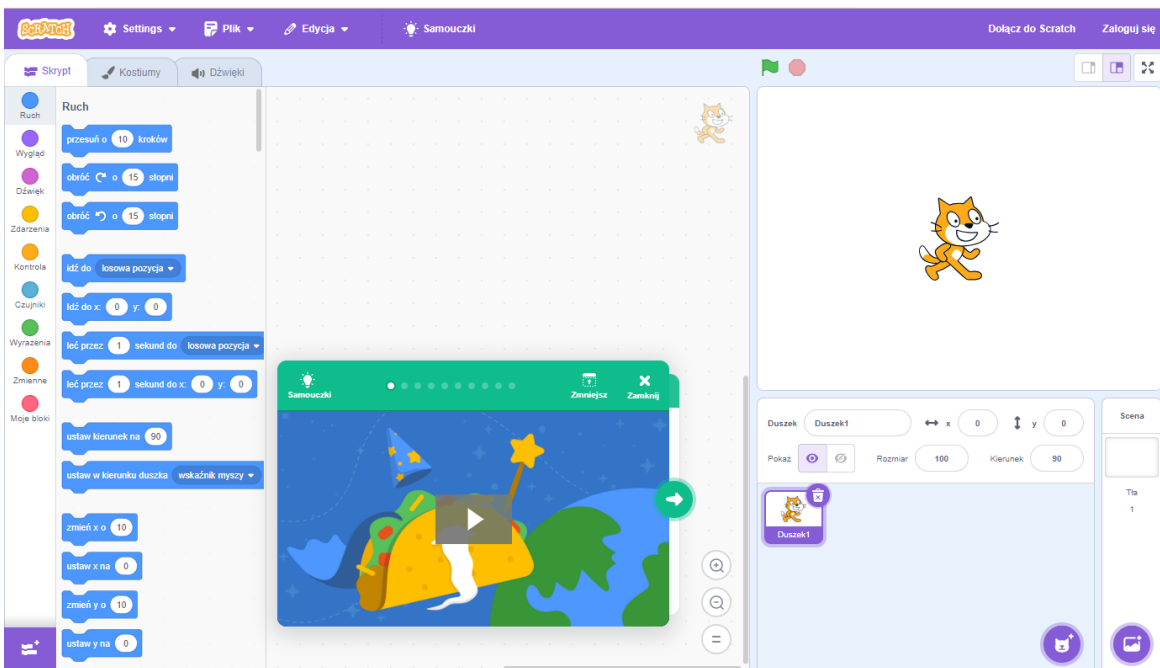 SCRATCH Settings Plik Edycja Samouczki Dołącz do Scratch Zaloguj się
Skrypt Kostiumy Dźwięki
Ruch
Wygląd
Dźwięk
Zdarzenia
Kontrola
Czujniki
Wyrażenia
Zmienne
Moje bloki
Ruch
przesuń o 10 kroków
obróć o 15 stopni
obróć o 15 stopni
idź do losowa pozycja
Idź do x: 0 y: 0
leć przez 1 sekund do losowa pozycja
leć przez 1 sekund do x: 0 y: 0
ustaw kierunek na 90
ustaw w kierunku duszka wskaźnik myszy
zmień x o 10
ustaw x na 0
zmień y o 10
ustaw y na 0
Samouczki Zmniejsz Zamknij
Duszek Duszek1 x 0 y 0
Pokaż Rozmiar 100 Kierunek 90
Duszek1
Scena
Tła
1